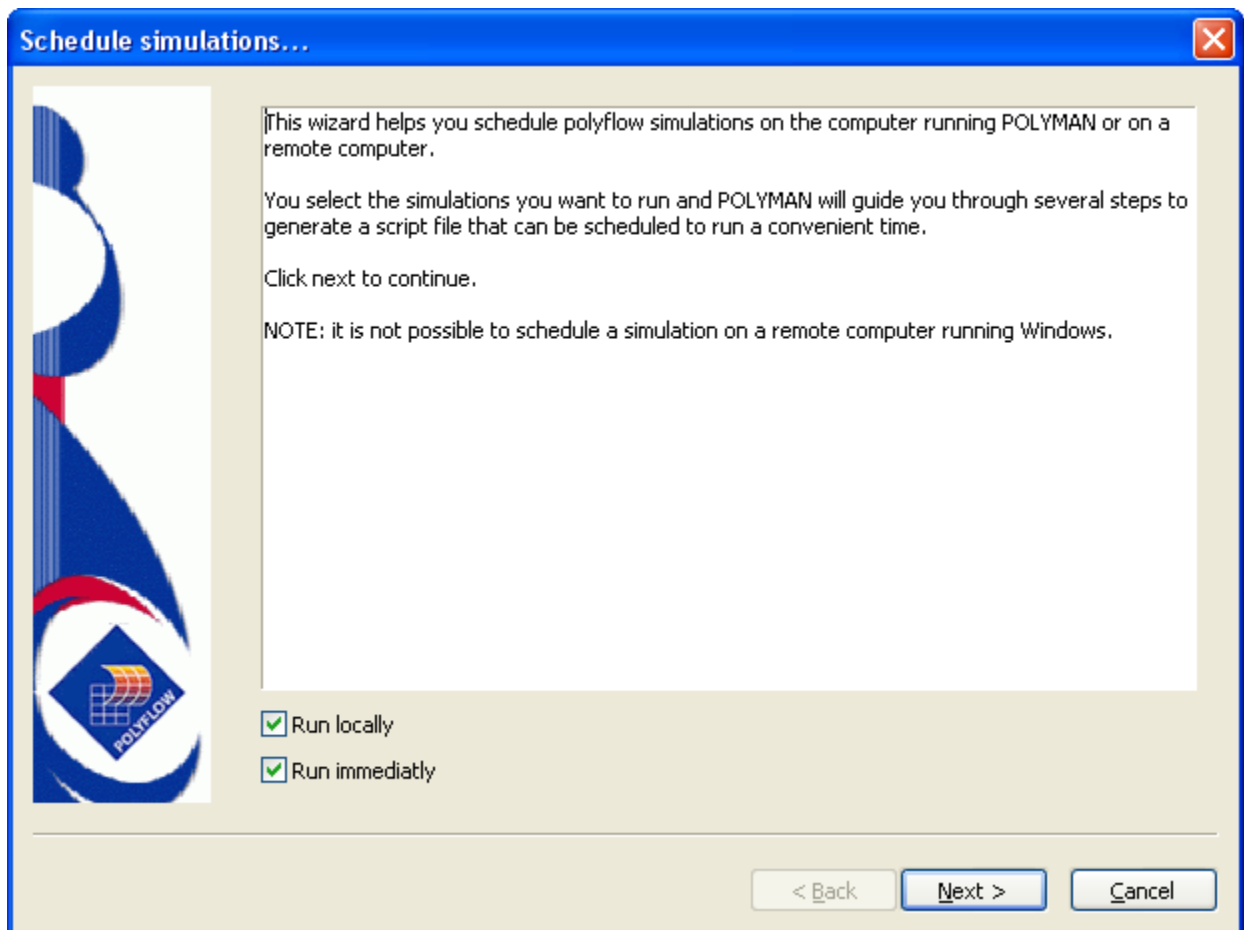 Schedule simulations...
This wizard helps you schedule polyflow simulations on the computer running POLYMAN or on a
remote computer.
You select the simulations you want to run and POLYMAN will guide you through several steps to
generate a script file that can be scheduled to run a convenient time.
Click next to continue.
NOTE: it is not possible to schedule a simulation on a remote computer running Windows.
POLYFLOW
Run locally
Run immediatly
< Back
Next >
Cancel